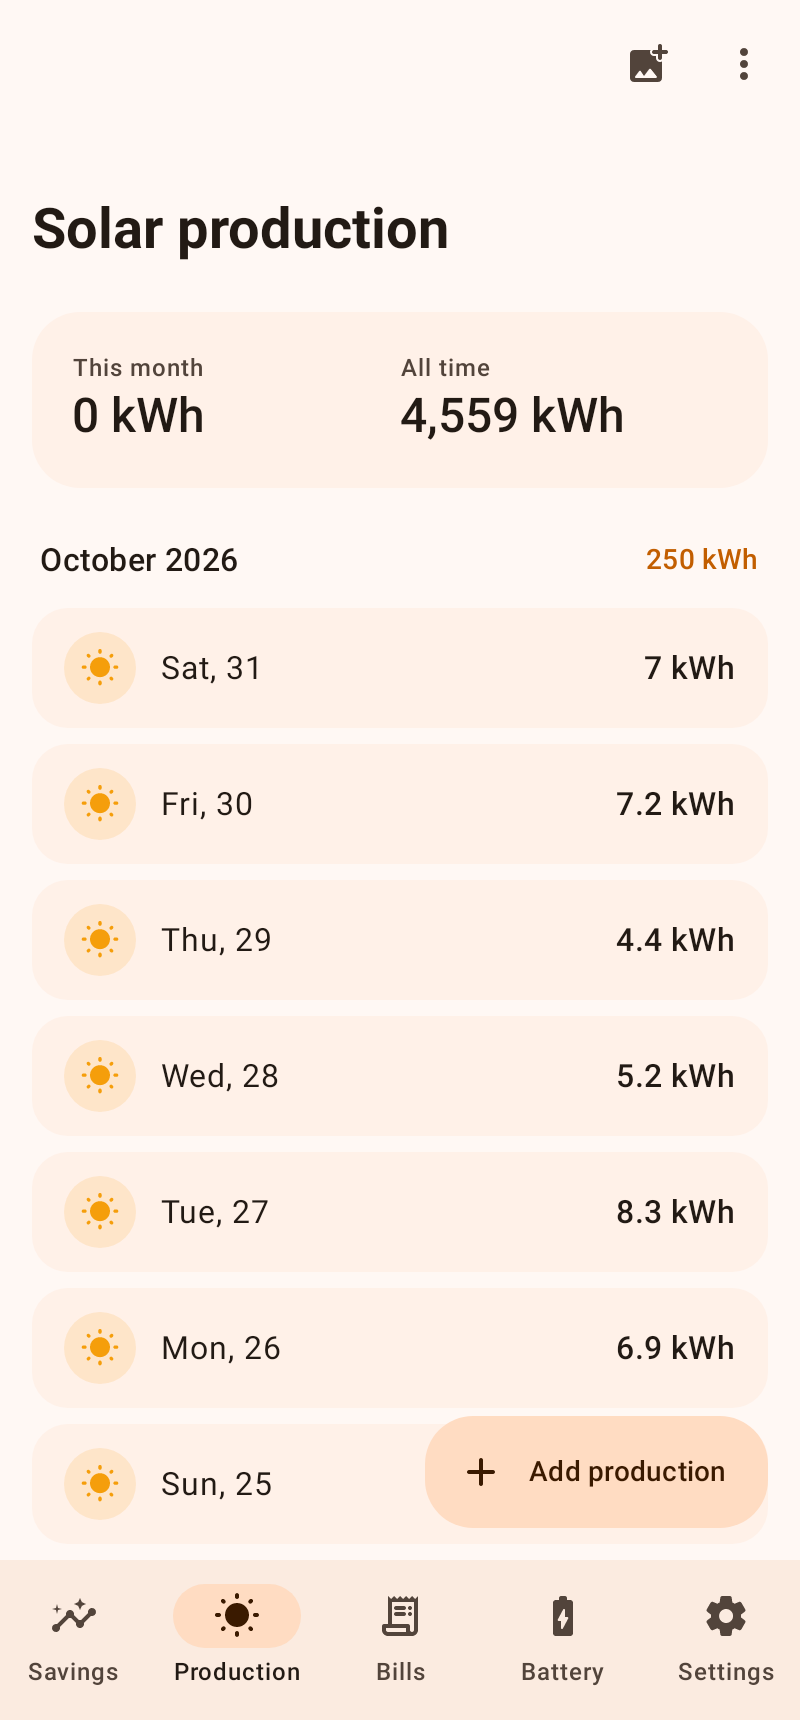 Solar production
This month
0 kWh
All time
4,559 kWh
October 2026
250 kWh
Sat, 31
7 kWh
Fri, 30
7.2 kWh
Thu, 29
4.4 kWh
Wed, 28
5.2 kWh
Tue, 27
8.3 kWh
Mon, 26
6.9 kWh
Sun, 25
Add production
Savings
Production
Bills
Battery
Settings